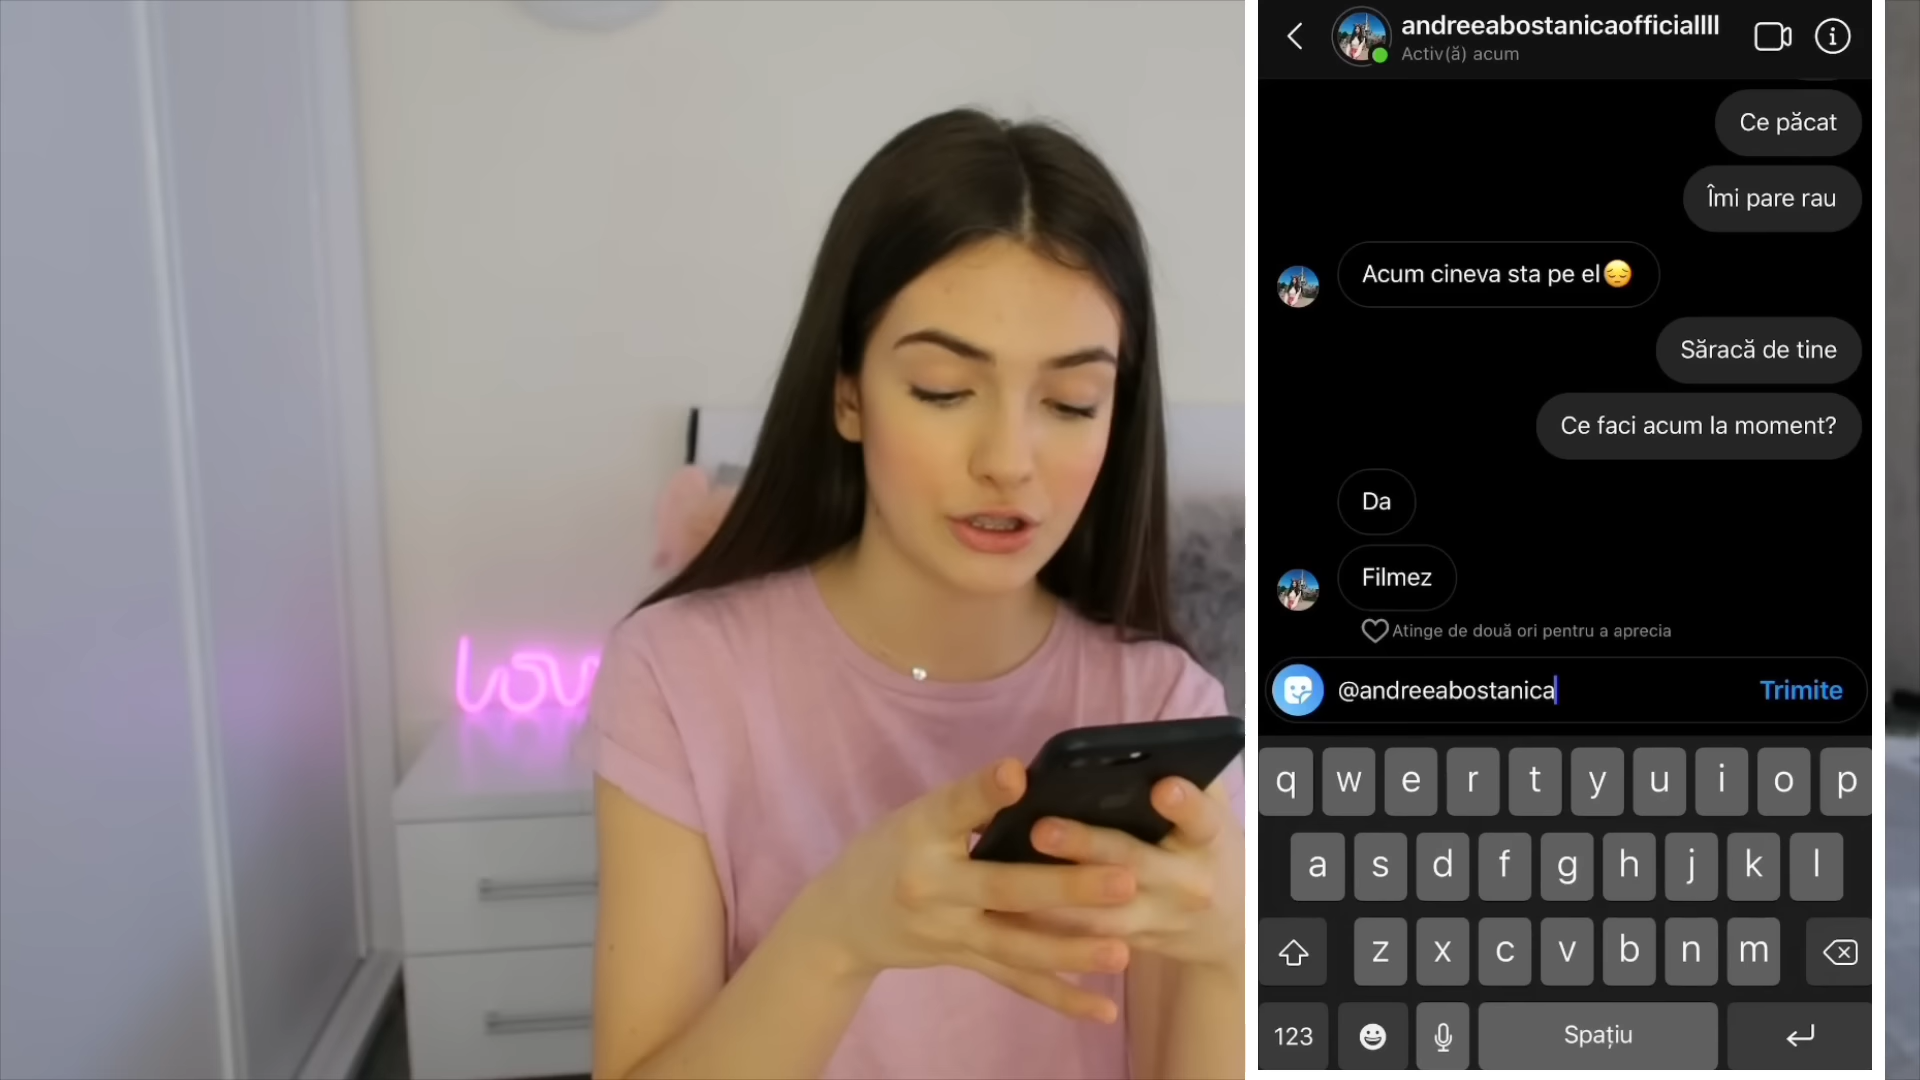 lov
andreeabostanicaofficiallll
Activ(ă) acum
Ce păcat
Îmi pare rau
Acum cineva sta pe el😔
Săracă de tine
Ce faci acum la moment?
Da
Filmez
Atinge de două ori pentru a aprecia
@andreeabostanica
Trimite
q w e r t y u i o p
a s d f g h j k l
z x c v b n m
123
Spațiu